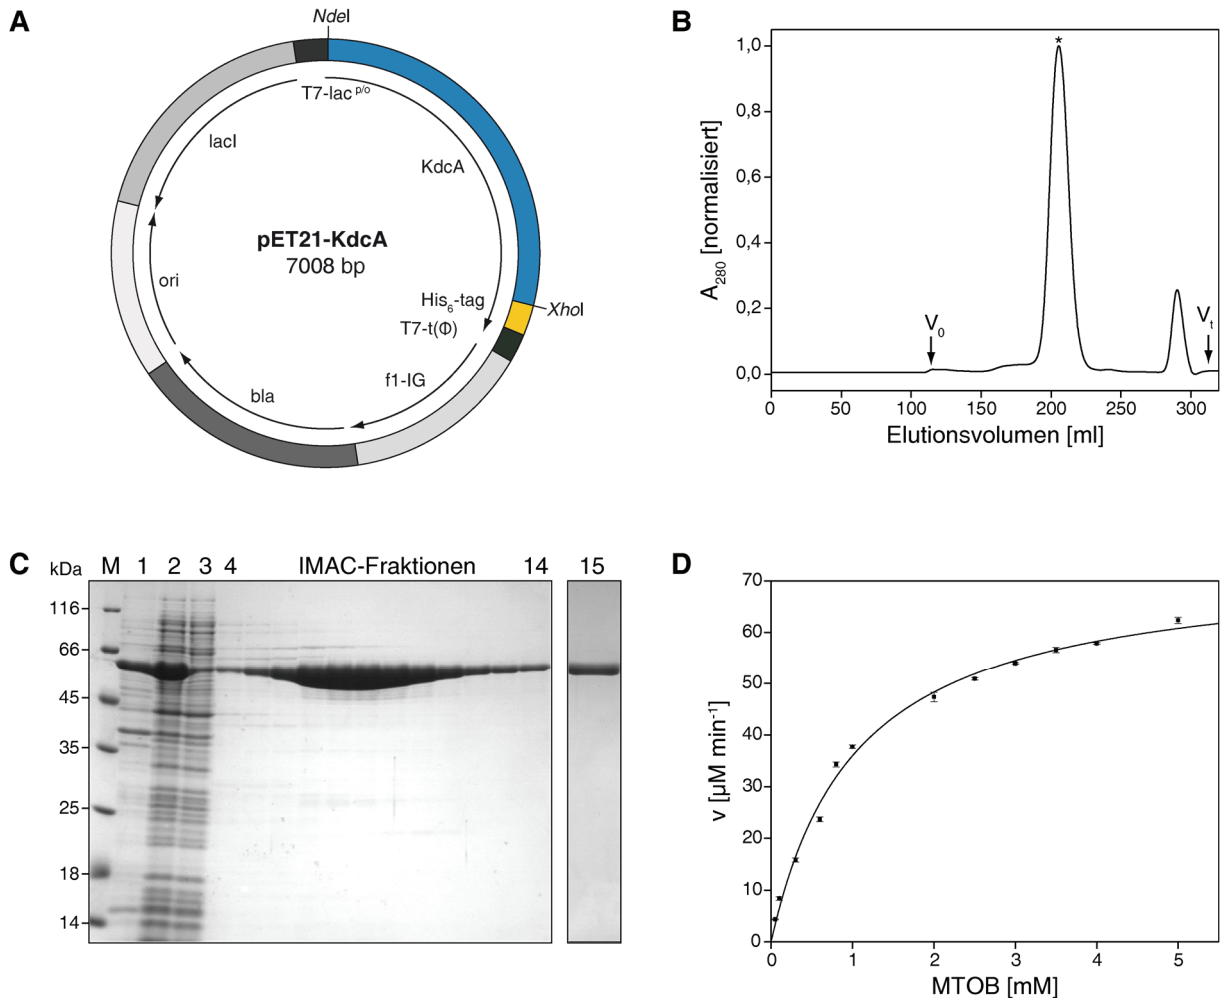 A
NdeI
T7-lac p/o
lacI
KdcA
pET21-KdcA
7008 bp
ori
His6-tag
XhoI
T7-t(Φ)
f1-IG
bla
B
*
1,0
0,8
0,6
0,4
0,2
0,0
A280 [normalisiert]
V0
Vt
0 50 100 150 200 250 300
Elutionsvolumen [ml]
C
kDa M 1 2 3 4 IMAC-Fraktionen 14 15
116
66
45
35
25
18
14
D
70
60
50
40
30
20
10
0
v [µM min-1]
0 1 2 3 4 5
MTOB [mM]